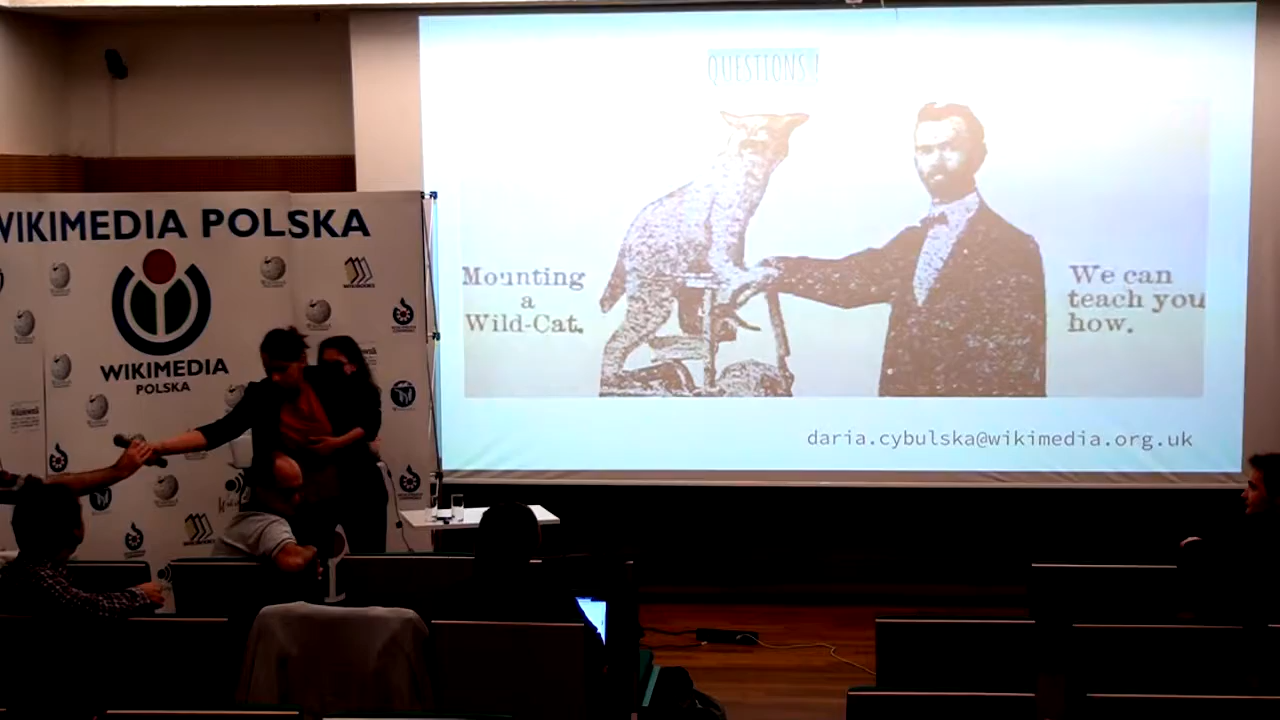 QUESTIONS !
Mounting
a
Wild-Cat.
We can
teach you
how.
daria.cybulska@wikimedia.org.uk
WIKIMEDIA POLSKA
WIKIMEDIA
POLSKA